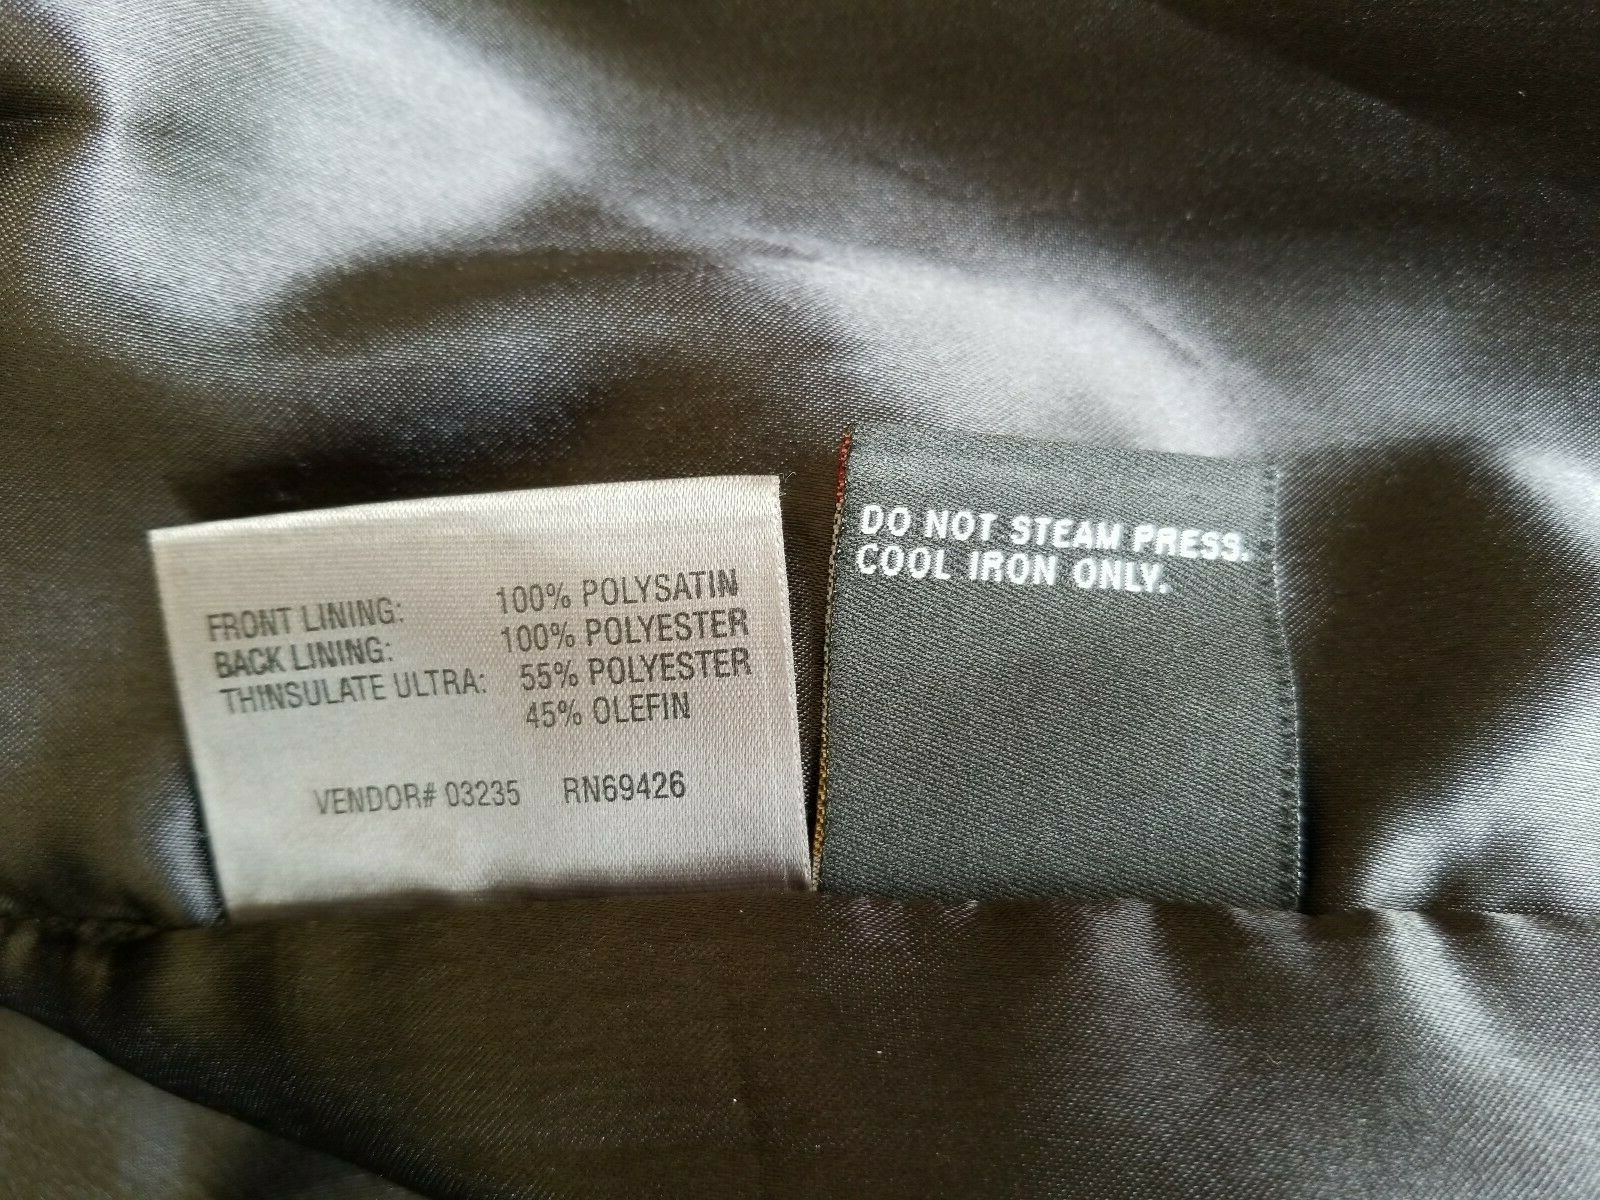 FRONT LINING: 100% POLYSATIN
BACK LINING: 100% POLYESTER
THINSULATE ULTRA: 55% POLYESTER
45% OLEFIN
VENDOR# 03235 RN69426
DO NOT STEAM PRESS.
COOL IRON ONLY.